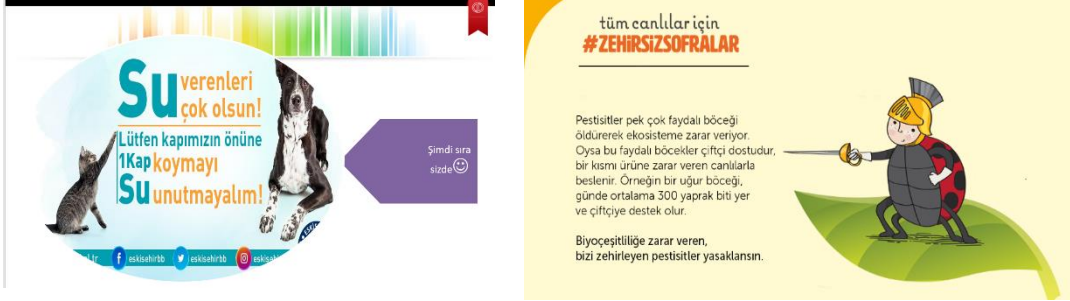 Su verenleri
çok olsun!
Lütfen kapımızın önüne
1Kap koymayı
Su unutmayalım!
eskisehirbb
eskisehirbb
Şimdi sıra
sizde☺
tüm canlılar için
#ZEHİRSİZSOFRALAR
Pestisitler pek çok faydalı böceği
öldürerek ekosisteme zarar veriyor.
Oysa bu faydalı böcekler çiftçi dostudur,
bir kısmı ürüne zarar veren canlılarla
beslenir. Örneğin bir uğur böceği,
günde ortalama 300 yaprak biti yer
ve çiftçiye destek olur.
Biyoçeşitliliğe zarar veren,
bizi zehirleyen pestisitler yasaklansın.